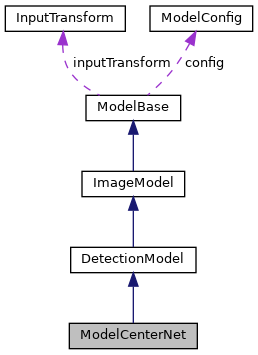 InputTransform
ModelConfig
inputTransform
config
ModelBase
ImageModel
DetectionModel
ModelCenterNet